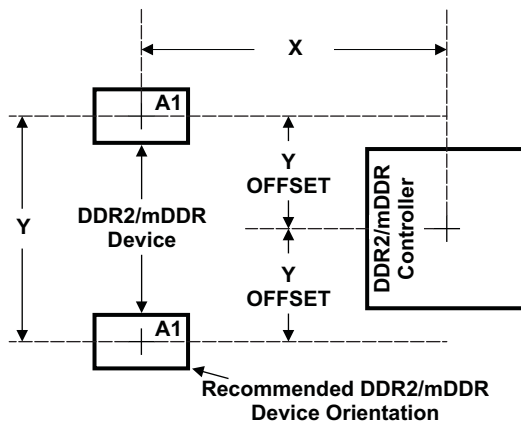 X
A1
Y
OFFSET
Y
DDR2/mDDR
Device
DDR2/mDDR
Controller
Y
OFFSET
A1
Recommended DDR2/mDDR
Device Orientation